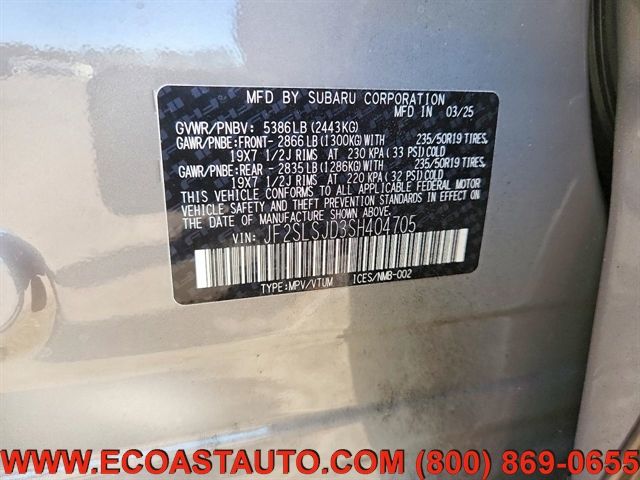 MFD BY SUBARU CORPORATION
MFD IN 03/25
GVWR/PNBV: 5386LB(2443KG)
GAWR/PNBE:FRONT- 2866LB(1300KG)WITH 235/50R19 TIRES,
19X7 1/2J RIMS AT 230 KPA(33 PSI)COLD
GAWR/PNBE:REAR - 2835LB(1286KG)WITH 235/50R19 TIRES,
19X7 1/2J RIMS AT 220 KPA(32 PSI)COLD
THIS VEHICLE CONFORMS TO ALL APPLICABLE FEDERAL MOTOR
VEHICLE SAFETY AND THEFT PREVENTION STANDARDS IN EFFECT ON
THE DATE OF MANUFACTURE SHOWN ABOVE.
VIN: JF2SLSJD3SH404705
TYPE:MPV/VTUM ICES/NMB-002
WWW.ECOASTAUTO.COM (800) 869-0655